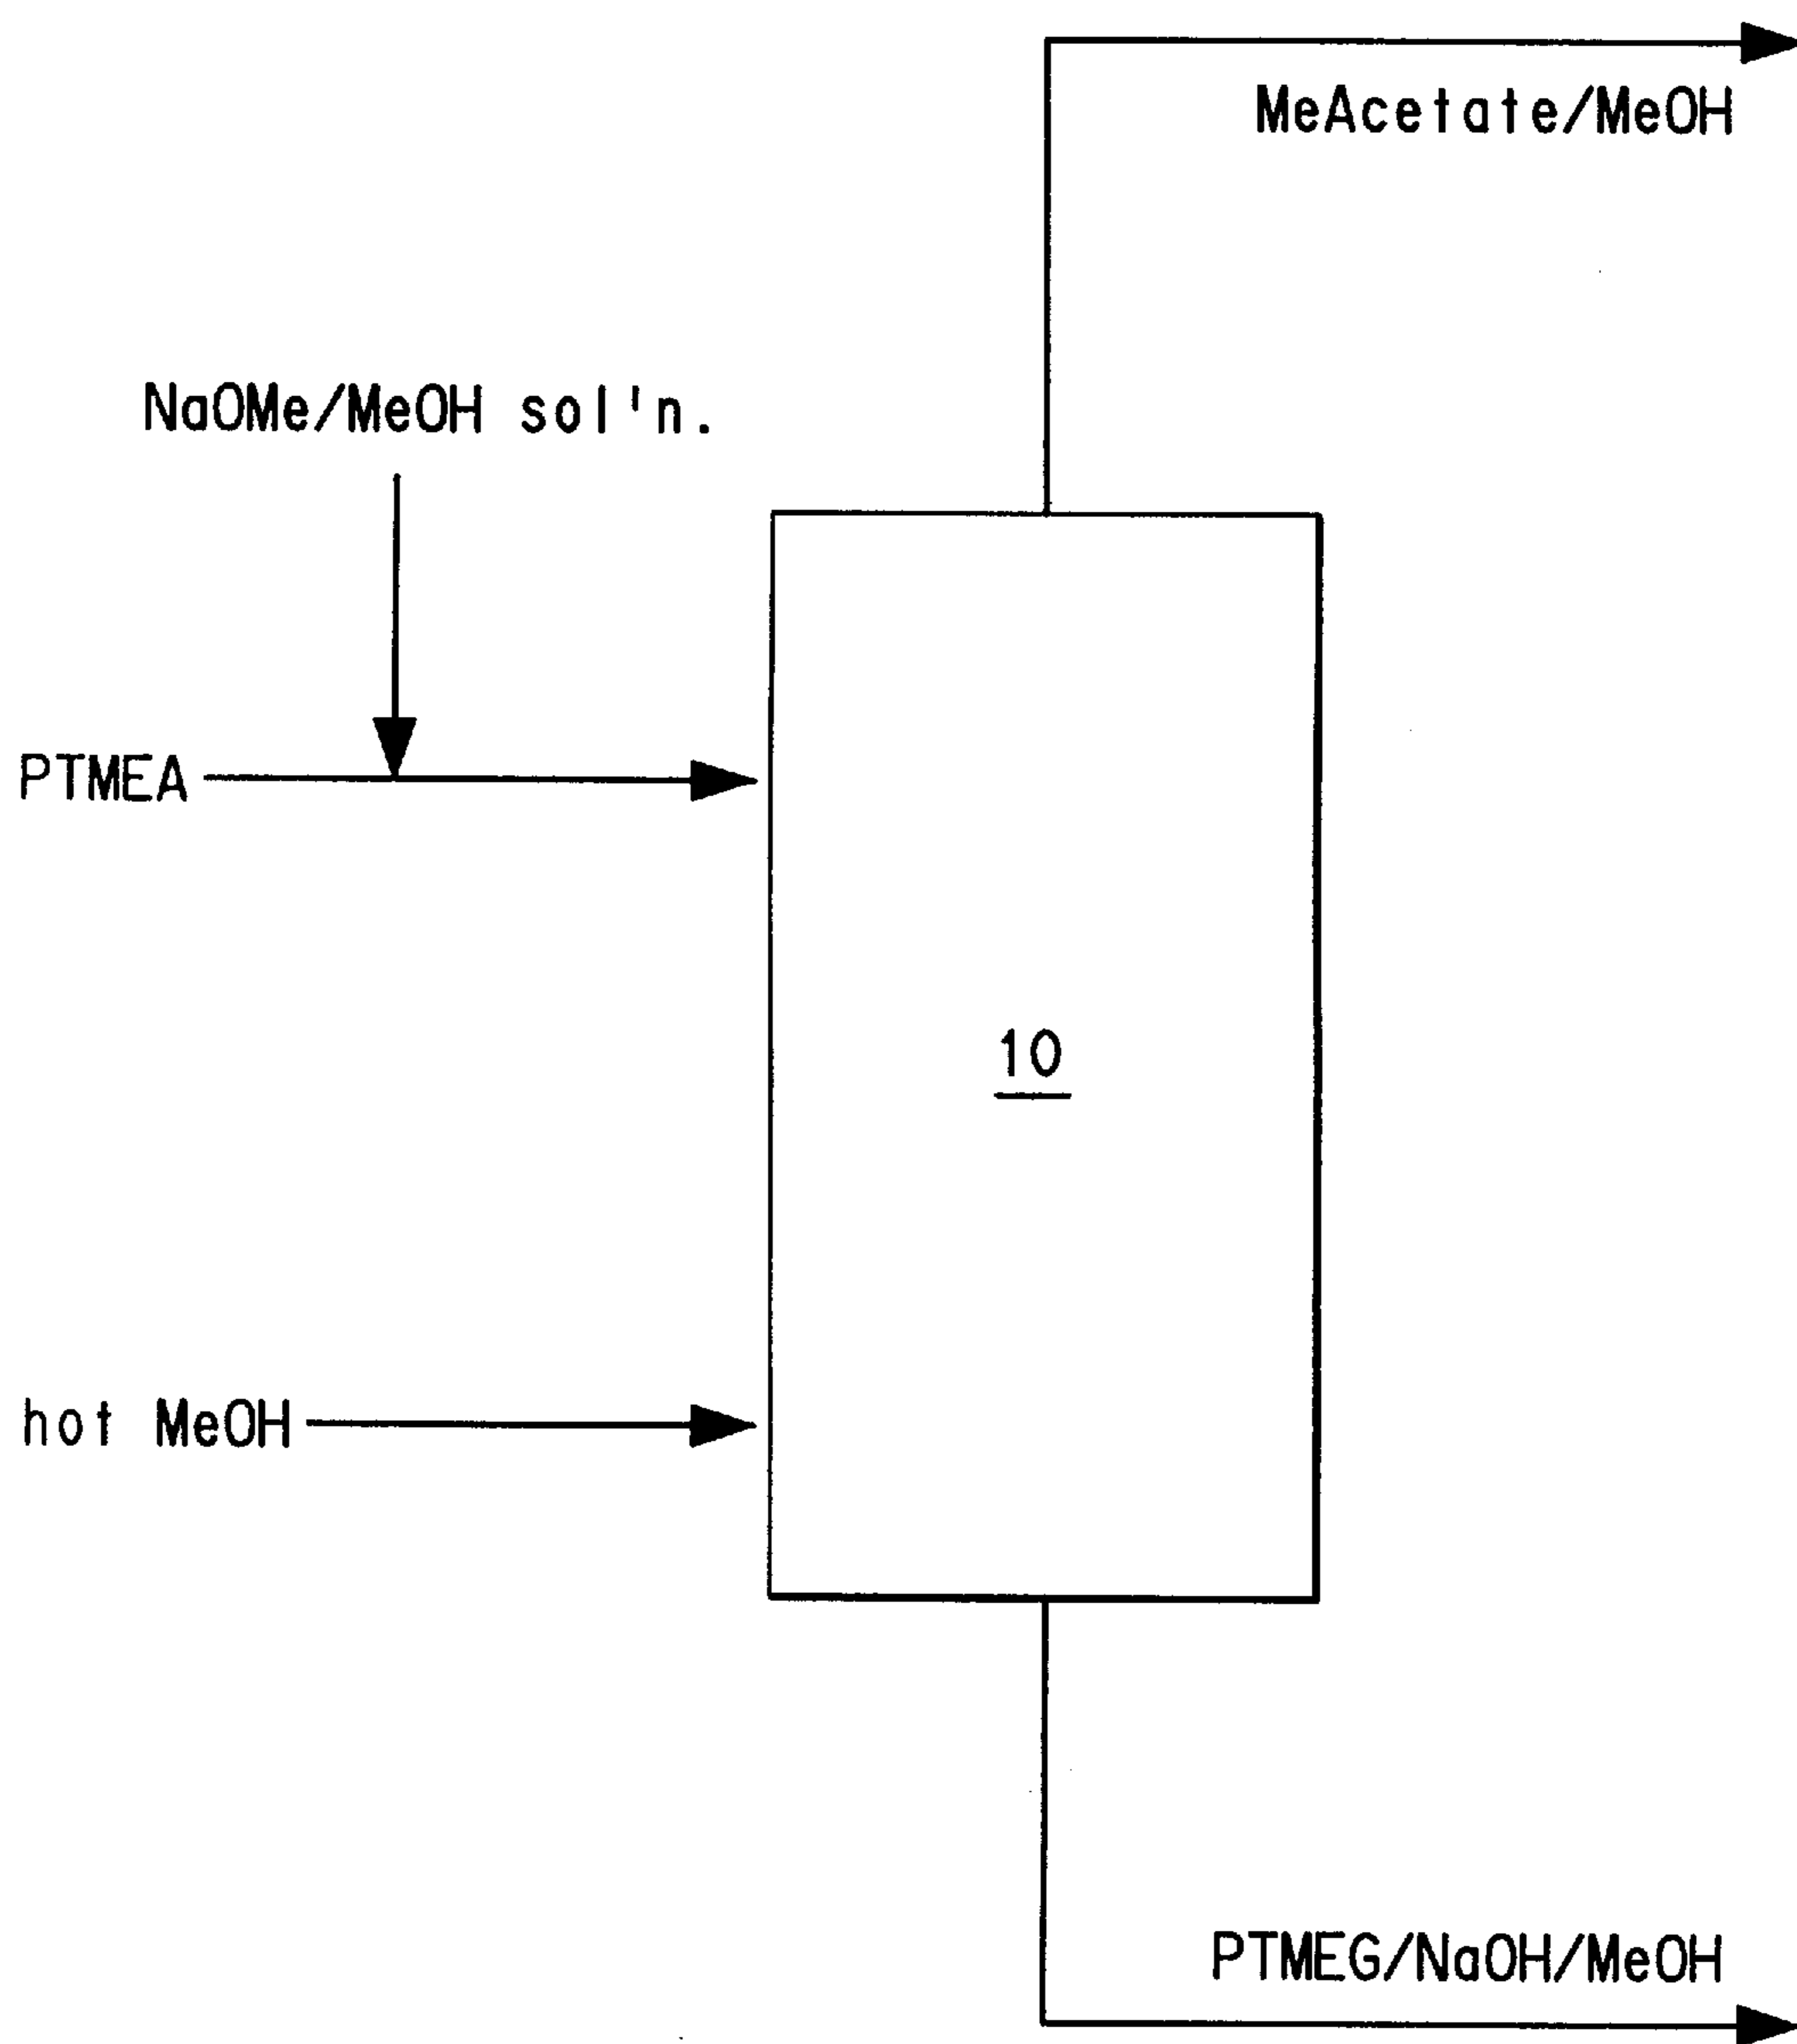 MeAcetate/MeOH
NaOMe/MeOH sol'n.
PTMEA
10
hot MeOH
PTMEG/NaOH/MeOH